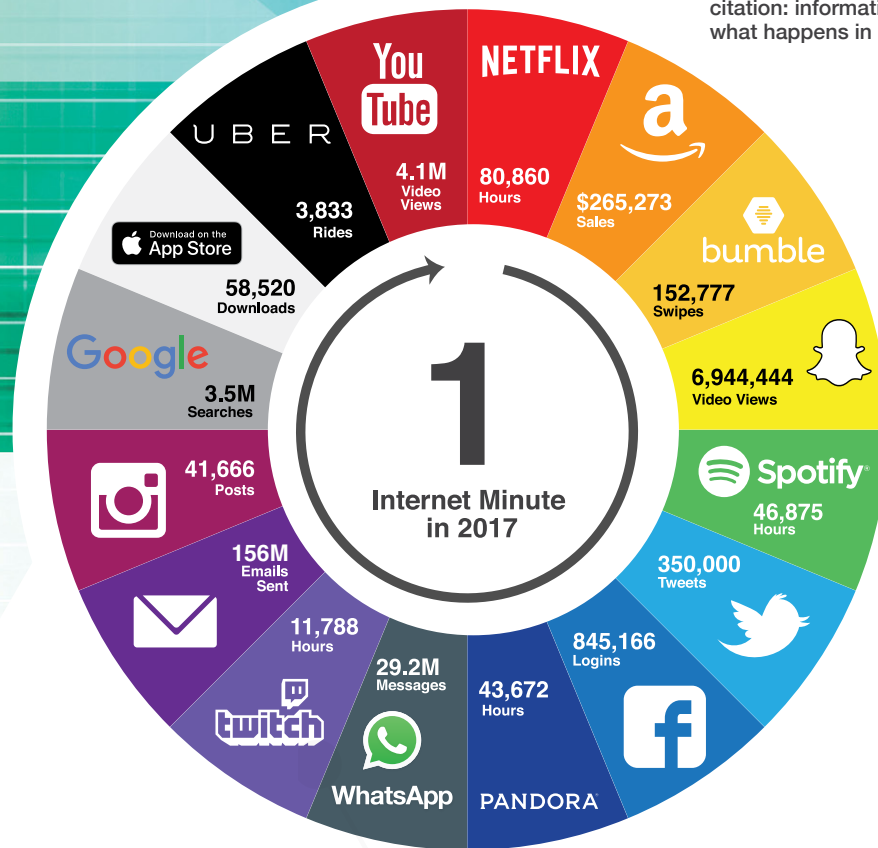 citation: informati
what happens in
You
Tube
4.1M
Video
Views
NETFLIX
80,860
Hours
a
$265,273
Sales
bumble
152,777
Swipes
6,944,444
Video Views
Spotify®
46,875
Hours
350,000
Tweets
845,166
Logins
f
43,672
Hours
PANDORA
29.2M
Messages
WhatsApp
11,788
Hours
twitch
156M
Emails
Sent
41,666
Posts
Google
3.5M
Searches
Download on the
App Store
58,520
Downloads
UBER
3,833
Rides
1
Internet Minute
in 2017